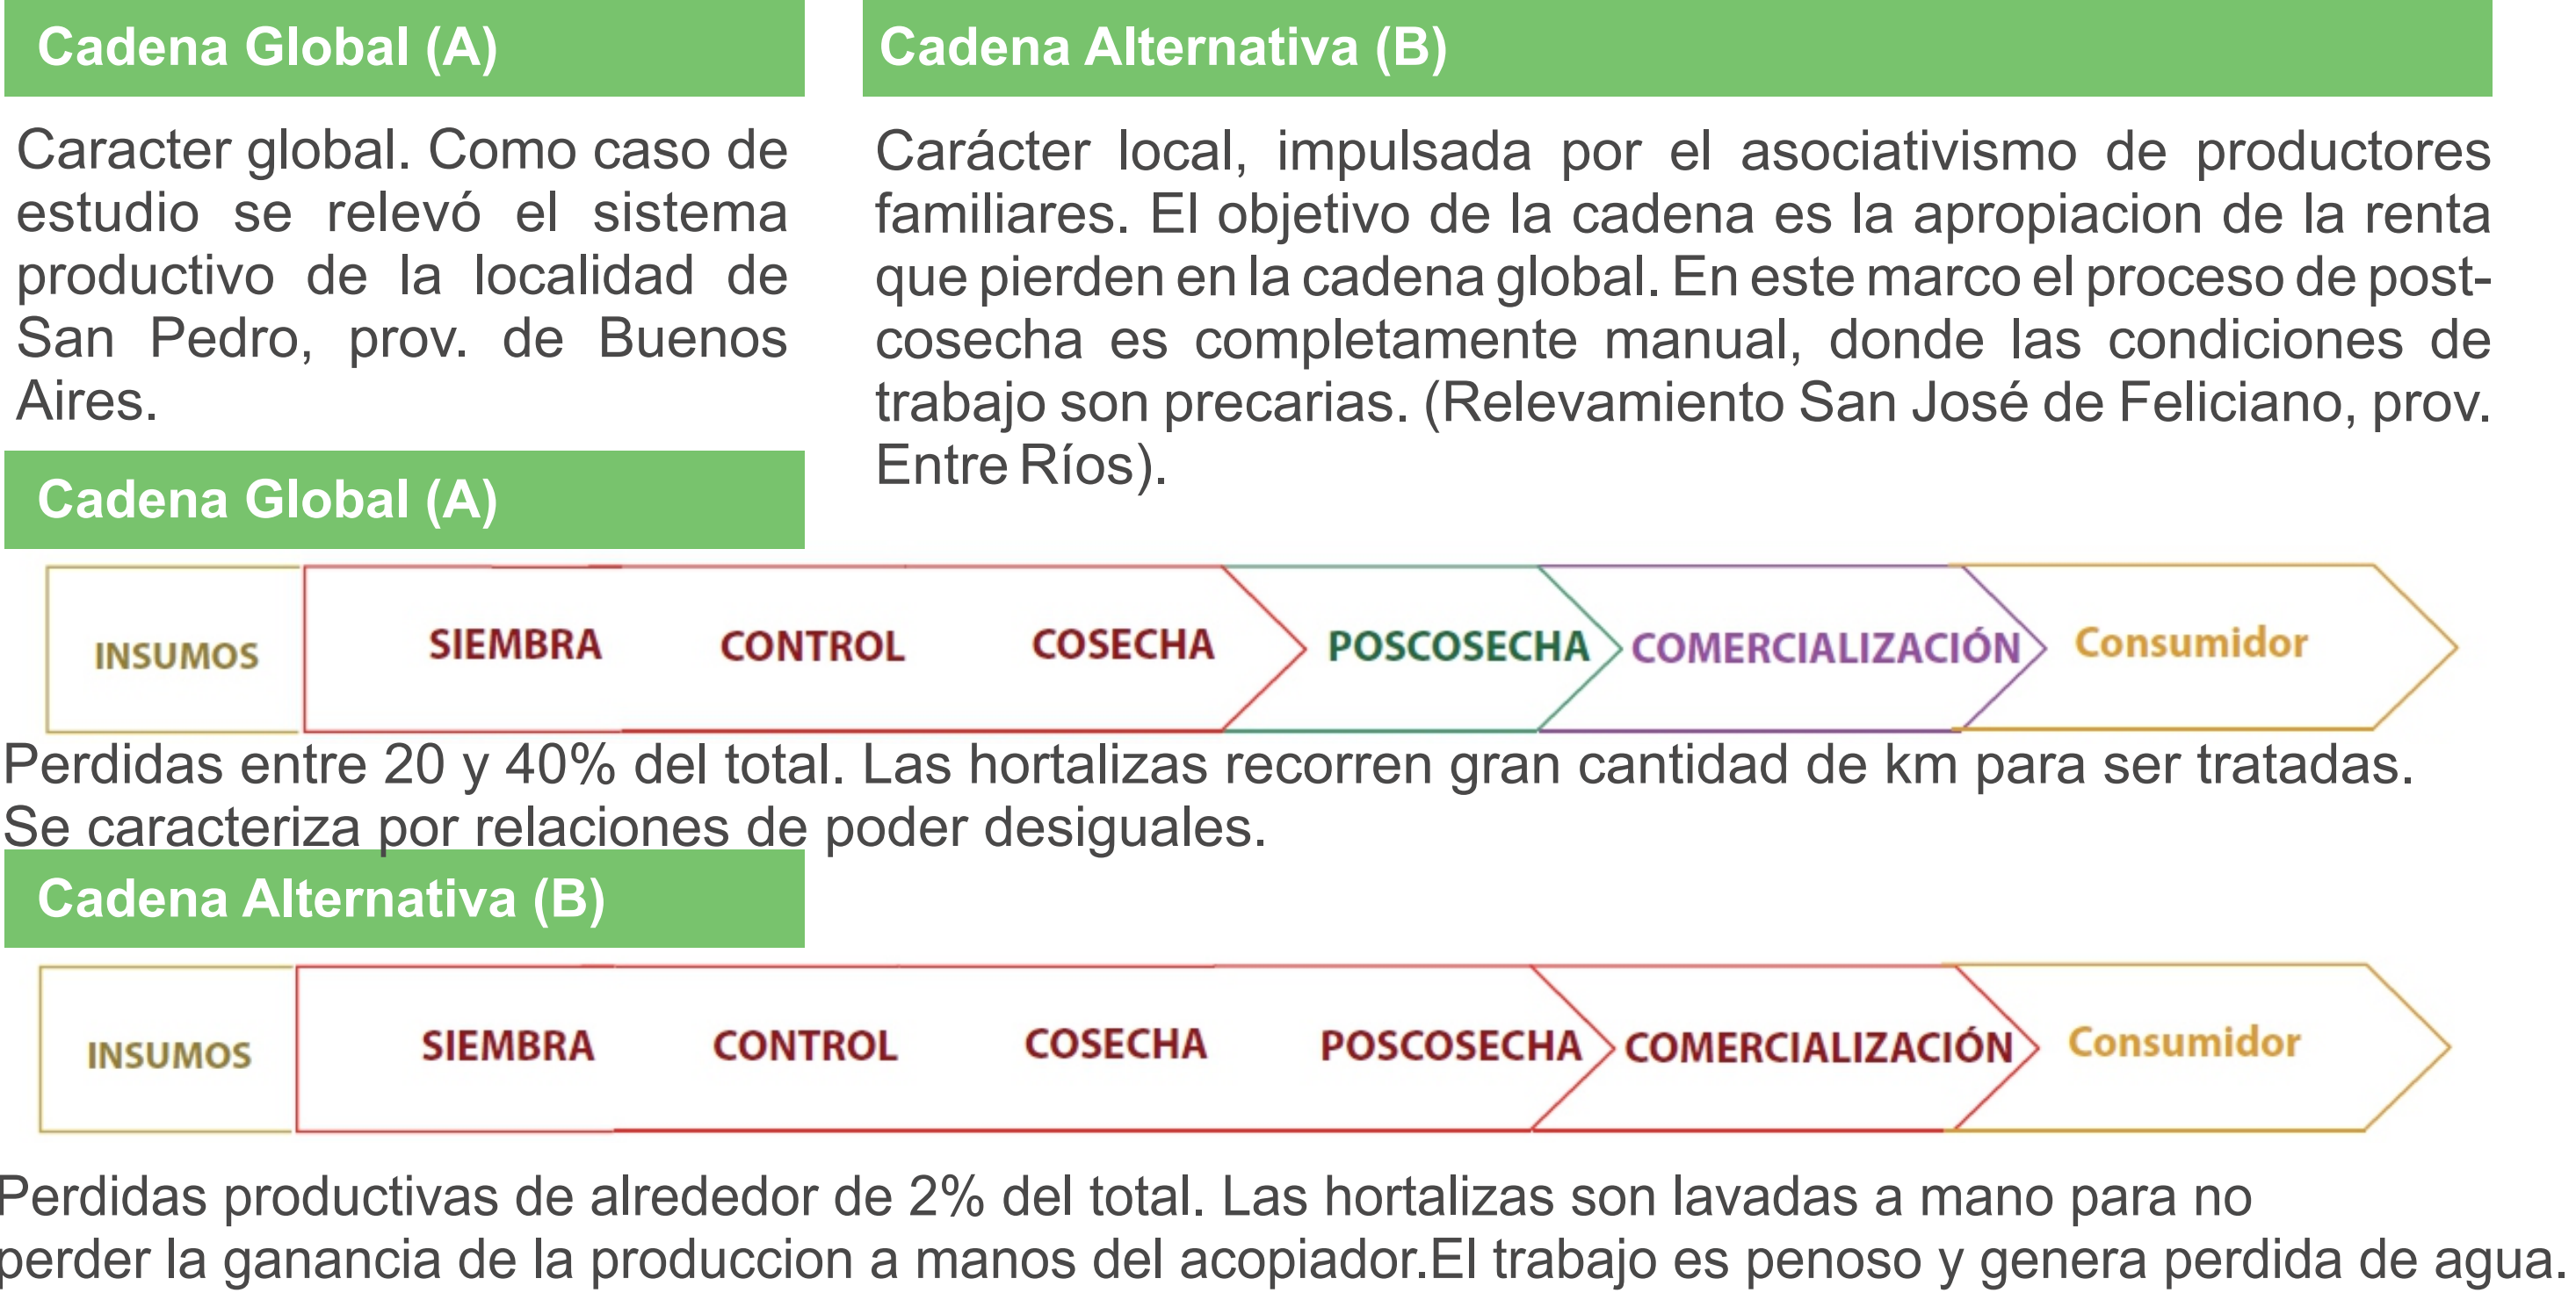 Cadena Global (A)
Caracter global. Como caso de
estudio se relevó el sistema
productivo de la localidad de
San Pedro, prov. de Buenos
Aires.
Cadena Alternativa (B)
Carácter local, impulsada por el asociativismo de productores
familiares. El objetivo de la cadena es la apropiacion de la renta
que pierden en la cadena global. En este marco el proceso de post-
cosecha es completamente manual, donde las condiciones de
trabajo son precarias. (Relevamiento San José de Feliciano, prov.
Entre Ríos).
Cadena Global (A)
INSUMOS SIEMBRA CONTROL COSECHA POSCOSECHA COMERCIALIZACIÓN Consumidor
Perdidas entre 20 y 40% del total. Las hortalizas recorren gran cantidad de km para ser tratadas.
Se caracteriza por relaciones de poder desiguales.
Cadena Alternativa (B)
INSUMOS SIEMBRA CONTROL COSECHA POSCOSECHA COMERCIALIZACIÓN Consumidor
Perdidas productivas de alrededor de 2% del total. Las hortalizas son lavadas a mano para no
perder la ganancia de la produccion a manos del acopiador.El trabajo es penoso y genera perdida de agua.